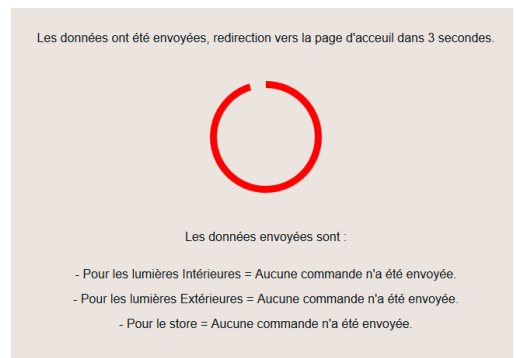 Les données ont été envoyées, redirection vers la page d'acceuil dans 3 secondes.
Les données envoyées sont :
- Pour les lumières Intérieures = Aucune commande n'a été envoyée.
- Pour les lumières Extérieures = Aucune commande n'a été envoyée.
- Pour le store = Aucune commande n'a été envoyée.